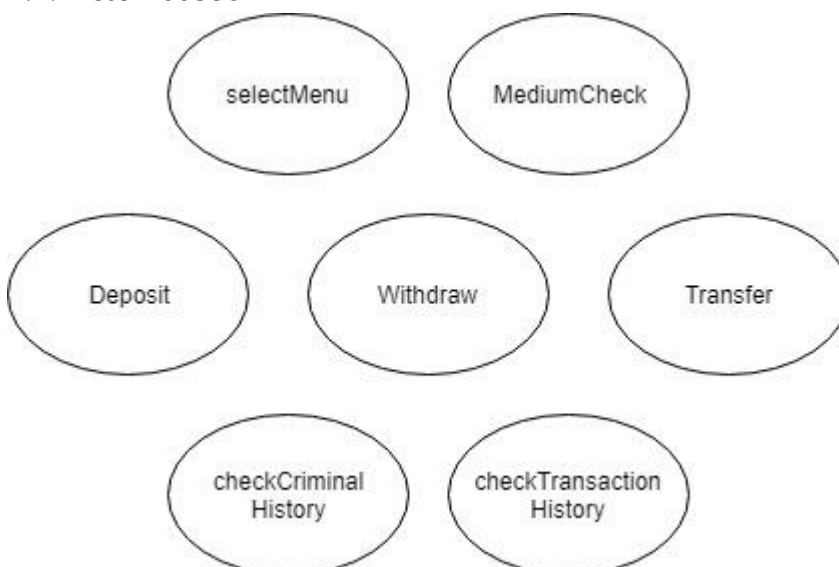 selectMenu
MediumCheck
Deposit
Withdraw
Transfer
checkCriminal
History
checkTransaction
History